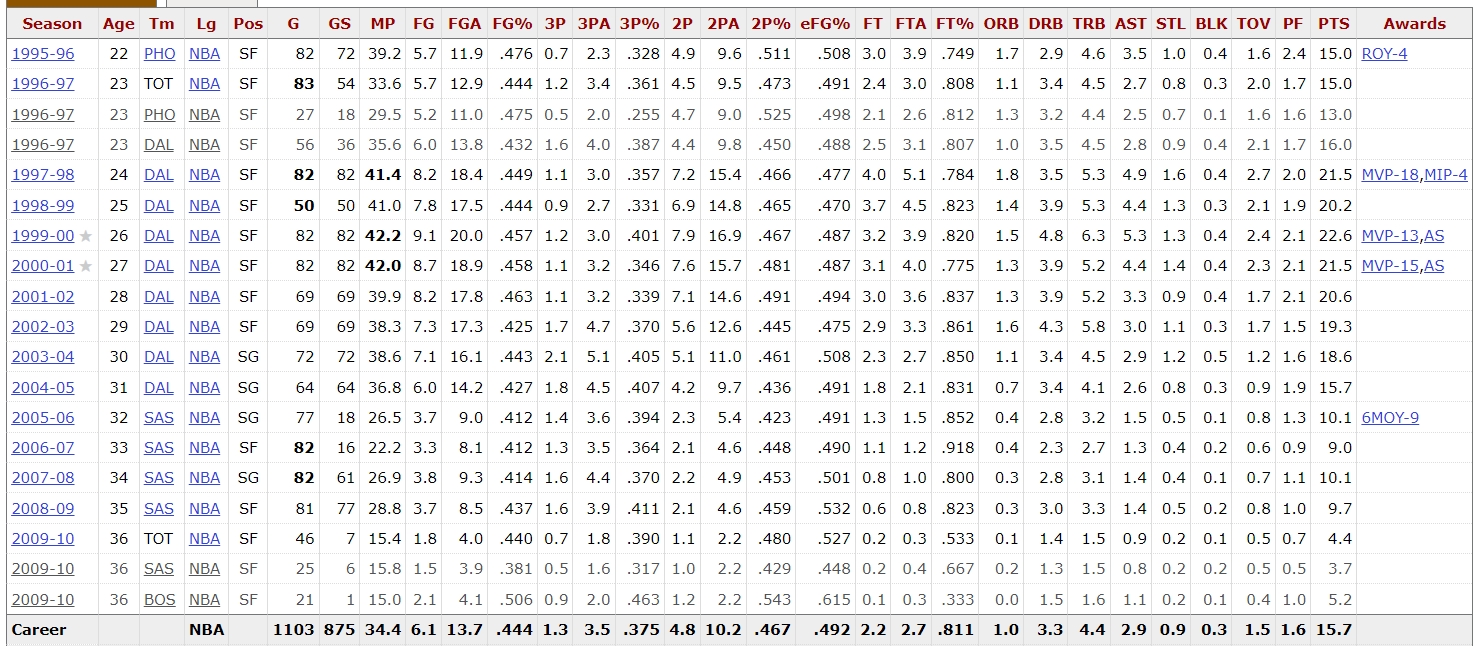 Season Age Tm Lg Pos G GS MP FG FGA FG% 3P 3PA 3P% 2P 2PA 2P% eFG% FT FTA FT% ORB DRB TRB AST STL BLK TOV PF PTS Awards
1995-96 22 PHO NBA SF 82 72 39.2 5.7 11.9 .476 0.7 2.3 .328 4.9 9.6 .511 .508 3.0 3.9 .749 1.7 2.9 4.6 3.5 1.0 0.4 1.6 2.4 15.0 ROY-4
1996-97 23 TOT NBA SF 83 54 33.6 5.7 12.9 .444 1.2 3.4 .361 4.5 9.5 .473 .491 2.4 3.0 .808 1.1 3.4 4.5 2.7 0.8 0.3 2.0 1.7 15.0
1996-97 23 PHO NBA SF 27 18 29.5 5.2 11.0 .475 0.5 2.0 .255 4.7 9.0 .525 .498 2.1 2.6 .812 1.3 3.2 4.4 2.5 0.7 0.1 1.6 1.6 13.0
1996-97 23 DAL NBA SF 56 36 35.6 6.0 13.8 .432 1.6 4.0 .387 4.4 9.8 .450 .488 2.5 3.1 .807 1.0 3.5 4.5 2.8 0.9 0.4 2.1 1.7 16.0
1997-98 24 DAL NBA SF 82 82 41.4 8.2 18.4 .449 1.1 3.0 .357 7.2 15.4 .466 .477 4.0 5.1 .784 1.8 3.5 5.3 4.9 1.6 0.4 2.7 2.0 21.5 MVP-18,MIP-4
1998-99 25 DAL NBA SF 50 50 41.0 7.8 17.5 .444 0.9 2.7 .331 6.9 14.8 .465 .470 3.7 4.5 .823 1.4 3.9 5.3 4.4 1.3 0.3 2.1 1.9 20.2
1999-00 ★ 26 DAL NBA SF 82 82 42.2 9.1 20.0 .457 1.2 3.0 .401 7.9 16.9 .467 .487 3.2 3.9 .820 1.5 4.8 6.3 5.3 1.3 0.4 2.4 2.1 22.6 MVP-13,AS
2000-01 ★ 27 DAL NBA SF 82 82 42.0 8.7 18.9 .458 1.1 3.2 .346 7.6 15.7 .481 .487 3.1 4.0 .775 1.3 3.9 5.2 4.4 1.4 0.4 2.3 2.1 21.5 MVP-15,AS
2001-02 28 DAL NBA SF 69 69 39.9 8.2 17.8 .463 1.1 3.2 .339 7.1 14.6 .491 .494 3.0 3.6 .837 1.3 3.9 5.2 3.3 0.9 0.4 1.7 2.1 20.6
2002-03 29 DAL NBA SF 69 69 38.3 7.3 17.3 .425 1.7 4.7 .370 5.6 12.6 .445 .475 2.9 3.3 .861 1.6 4.3 5.8 3.0 1.1 0.3 1.7 1.5 19.3
2003-04 30 DAL NBA SG 72 72 38.6 7.1 16.1 .443 2.1 5.1 .405 5.1 11.0 .461 .508 2.3 2.7 .850 1.1 3.4 4.5 2.9 1.2 0.5 1.2 1.6 18.6
2004-05 31 DAL NBA SG 64 64 36.8 6.0 14.2 .427 1.8 4.5 .407 4.2 9.7 .436 .491 1.8 2.1 .831 0.7 3.4 4.1 2.6 0.8 0.3 0.9 1.9 15.7
2005-06 32 SAS NBA SG 77 18 26.5 3.7 9.0 .412 1.4 3.6 .394 2.3 5.4 .423 .491 1.3 1.5 .852 0.4 2.8 3.2 1.5 0.5 0.1 0.8 1.3 10.1 6MOY-9
2006-07 33 SAS NBA SF 82 16 22.2 3.3 8.1 .412 1.3 3.5 .364 2.1 4.6 .448 .490 1.1 1.2 .918 0.4 2.3 2.7 1.3 0.4 0.2 0.6 0.9 9.0
2007-08 34 SAS NBA SG 82 61 26.9 3.8 9.3 .414 1.6 4.4 .370 2.2 4.9 .453 .501 0.8 1.0 .800 0.3 2.8 3.1 1.4 0.4 0.1 0.7 1.1 10.1
2008-09 35 SAS NBA SF 81 77 28.8 3.7 8.5 .437 1.6 3.9 .411 2.1 4.6 .459 .532 0.6 0.8 .823 0.3 3.0 3.3 1.4 0.5 0.2 0.8 1.0 9.7
2009-10 36 TOT NBA SF 46 7 15.4 1.8 4.0 .440 0.7 1.8 .390 1.1 2.2 .480 .527 0.2 0.3 .533 0.1 1.4 1.5 0.9 0.2 0.1 0.5 0.7 4.4
2009-10 36 SAS NBA SF 25 6 15.8 1.5 3.9 .381 0.5 1.6 .317 1.0 2.2 .429 .448 0.2 0.4 .667 0.2 1.3 1.5 0.8 0.2 0.2 0.5 0.5 3.7
2009-10 36 BOS NBA SF 21 1 15.0 2.1 4.1 .506 0.9 2.0 .463 1.2 2.2 .543 .615 0.1 0.3 .333 0.0 1.5 1.6 1.1 0.2 0.1 0.4 1.0 5.2
Career NBA 1103 875 34.4 6.1 13.7 .444 1.3 3.5 .375 4.8 10.2 .467 .492 2.2 2.7 .811 1.0 3.3 4.4 2.9 0.9 0.3 1.5 1.6 15.7